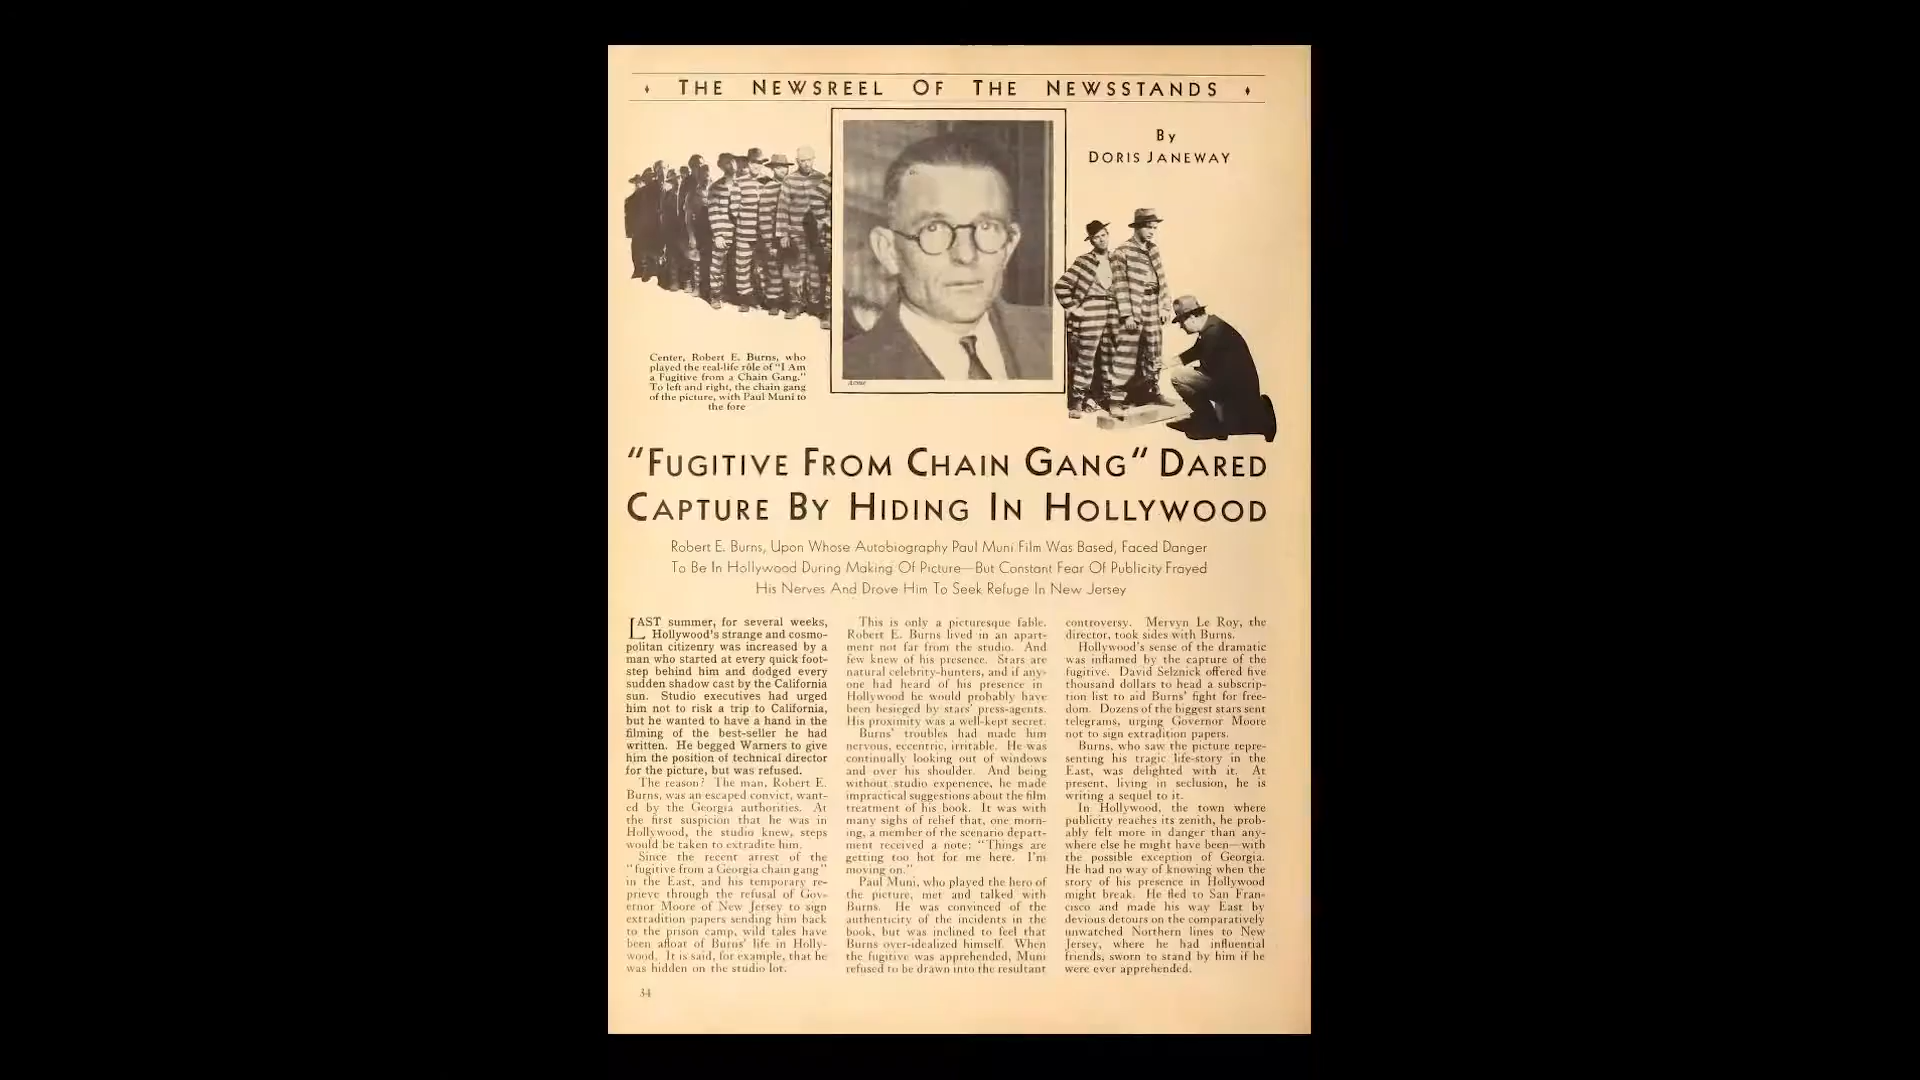 THE NEWSREEL OF THE NEWSSTANDS
By
DORIS JANEWAY
Acme
Center, Robert E. Burns, who
played the real-life rôle of "I Am
a Fugitive from a Chain Gang."
To left and right, the chain gang
of the picture, with Paul Muni to
the fore
"FUGITIVE FROM CHAIN GANG" DARED
CAPTURE BY HIDING IN HOLLYWOOD
Robert E. Burns, Upon Whose Autobiography Paul Muni Film Was Based, Faced Danger
To Be In Hollywood During Making Of Picture—But Constant Fear Of Publicity Frayed
His Nerves And Drove Him To Seek Refuge In New Jersey
LAST summer, for several weeks,
Hollywood's strange and cosmo-
politan citizenry was increased by a
man who started at every quick foot-
step behind him and dodged every
sudden shadow cast by the California
sun. Studio executives had urged
him not to risk a trip to California,
but he wanted to have a hand in the
filming of the best-seller he had
written. He begged Warners to give
him the position of technical director
for the picture, but was refused.
The reason? The man, Robert E.
Burns, was an escaped convict, want-
ed by the Georgia authorities. At
the first suspicion that he was in
Hollywood, the studio knew, steps
would be taken to extradite him.
Since the recent arrest of the
"fugitive from a Georgia chain gang"
in the East, and his temporary re-
prieve through the refusal of Gov-
ernor Moore of New Jersey to sign
extradition papers sending him back
to the prison camp, wild tales have
been afloat of Burns' life in Holly-
wood. It is said, for example, that he
was hidden on the studio lot.
This is only a picturesque fable.
Robert E. Burns lived in an apart-
ment not far from the studio. And
few knew of his presence. Stars are
natural celebrity-hunters, and if any-
one had heard of his presence in
Hollywood he would probably have
been besieged by stars' press-agents.
His proximity was a well-kept secret.
Burns' troubles had made him
nervous, eccentric, irritable. He was
continually looking out of windows
and over his shoulder. And being
without studio experience, he made
impractical suggestions about the film
treatment of his book. It was with
many sighs of relief that, one morn-
ing, a member of the scenario depart-
ment received a note: "Things are
getting too hot for me here. I'm
moving on."
Paul Muni, who played the hero of
the picture, met and talked with
Burns. He was convinced of the
authenticity of the incidents in the
book, but was inclined to feel that
Burns over-idealized himself. When
the fugitive was apprehended, Muni
refused to be drawn into the resultant
controversy. Mervyn Le Roy, the
director, took sides with Burns.
Hollywood's sense of the dramatic
was inflamed by the capture of the
fugitive. David Selznick offered five
thousand dollars to head a subscrip-
tion list to aid Burns' fight for free-
dom. Dozens of the biggest stars sent
telegrams, urging Governor Moore
not to sign extradition papers.
Burns, who saw the picture repre-
senting his tragic life-story in the
East, was delighted with it. At
present, living in seclusion, he is
writing a sequel to it.
In Hollywood, the town where
publicity reaches its zenith, he prob-
ably felt more in danger than any-
where else he might have been—with
the possible exception of Georgia.
He had no way of knowing when the
story of his presence in Hollywood
might break. He fled to San Fran-
cisco and made his way East by
devious detours on the comparatively
unwatched Northern lines to New
Jersey, where he had influential
friends, sworn to stand by him if he
were ever apprehended.
34